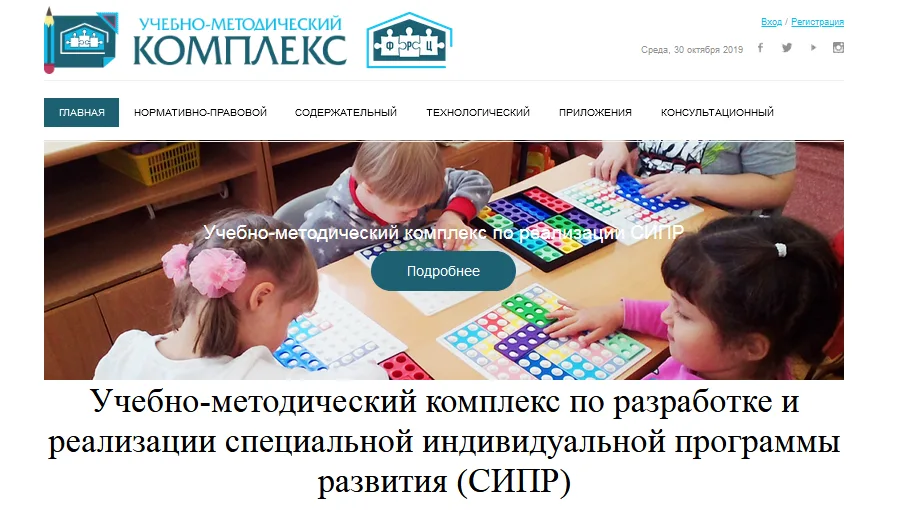 УЧЕБНО-МЕТОДИЧЕСКИЙ
КОМПЛЕКС
Ф РС Ц
Вход / Регистрация
Среда, 30 октября 2019
ГЛАВНАЯ НОРМАТИВНО-ПРАВОВОЙ СОДЕРЖАТЕЛЬНЫЙ ТЕХНОЛОГИЧЕСКИЙ ПРИЛОЖЕНИЯ КОНСУЛЬТАЦИОННЫЙ
Учебно-методический комплекс по реализации СИПР
Подробнее
Учебно-методический комплекс по разработке и
реализации специальной индивидуальной программы
развития (СИПР)